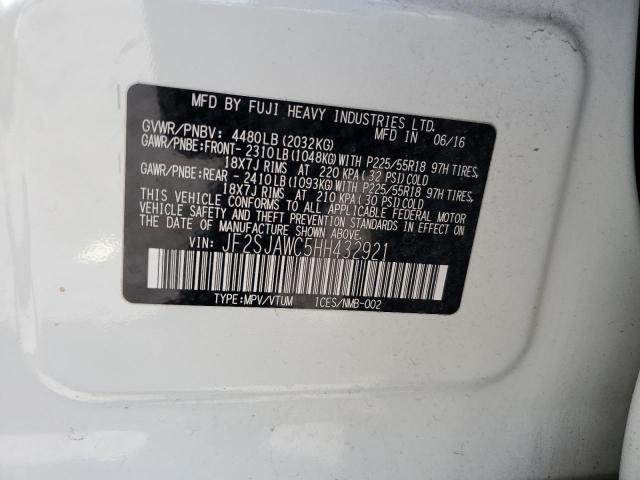 MFD BY FUJI HEAVY INDUSTRIES LTD.
MFD IN 06/16
GVWR/PNBV: 4480LB(2032KG)
GAWR/PNBE:FRONT- 2310LB(1048KG)WITH P225/55R18 97H TIRES,
18X7J RIMS AT 220 KPA(32 PSI)COLD
GAWR/PNBE:REAR - 2410LB(1093KG)WITH P225/55R18 97H TIRES,
18X7J RIMS AT 210 KPA(30 PSI)COLD
THIS VEHICLE CONFORMS TO ALL APPLICABLE FEDERAL MOTOR
VEHICLE SAFETY AND THEFT PREVENTION STANDARDS IN EFFECT
ON THE DATE OF MANUFACTURE SHOWN ABOVE.
VIN: JF2SJAWC5HH432921
TYPE:MPV/VTUM ICES/NMB-002